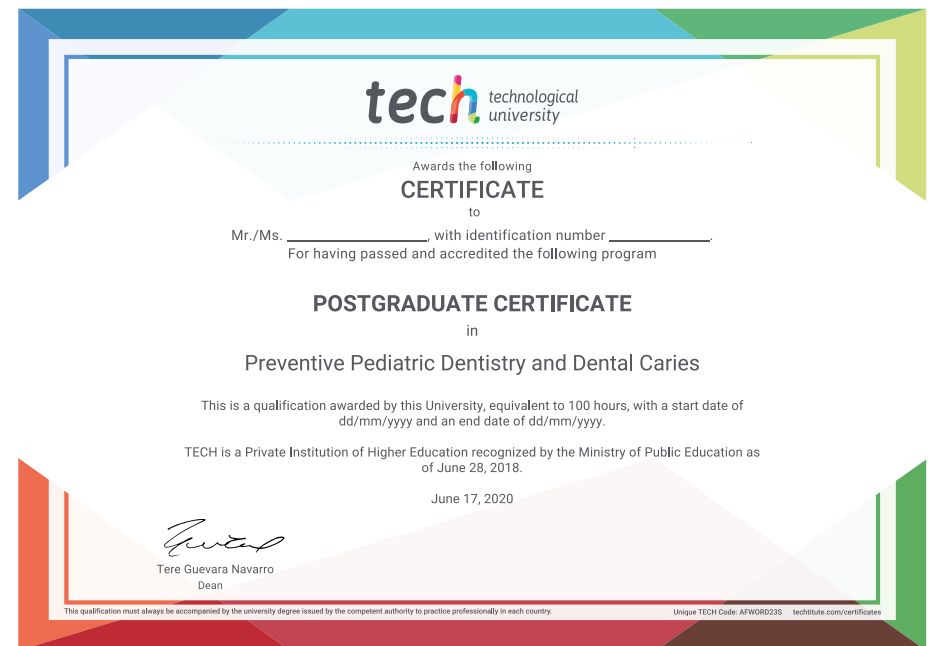 tech technological
university
Awards the following
CERTIFICATE
to
Mr./Ms. ____________________, with identification number ______________.
For having passed and accredited the following program
POSTGRADUATE CERTIFICATE
in
Preventive Pediatric Dentistry and Dental Caries
This is a qualification awarded by this University, equivalent to 100 hours, with a start date of
dd/mm/yyyy and an end date of dd/mm/yyyy.
TECH is a Private Institution of Higher Education recognized by the Ministry of Public Education as
of June 28, 2018.
June 17, 2020
Tere Guevara Navarro
Dean
This qualification must always be accompanied by the university degree issued by the competent authority to practice professionally in each country.
Unique TECH Code: AFWORD23S techtitute.com/certificates